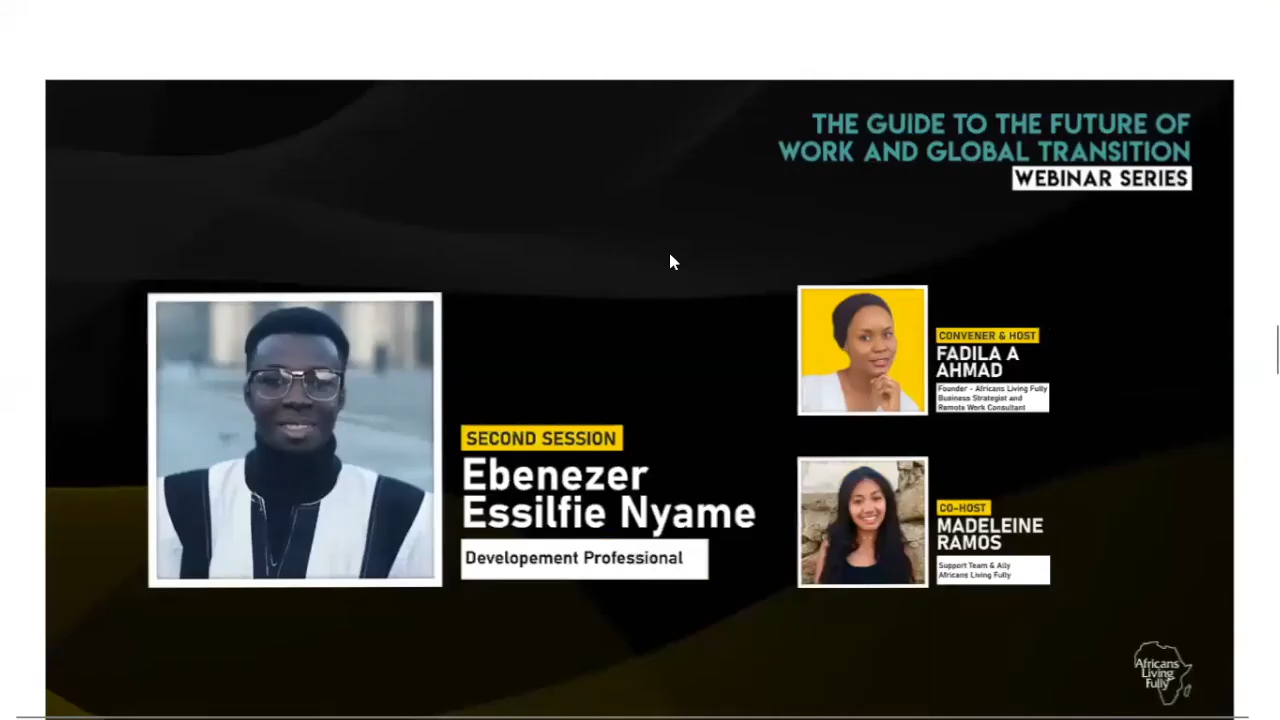 THE GUIDE TO THE FUTURE OF
WORK AND GLOBAL TRANSITION
WEBINAR SERIES
SECOND SESSION
Ebenezer
Essilfie Nyame
Developement Professional
CONVENER & HOST
FADILA A
AHMAD
Founder - Africans Living Fully
Business Strategist and
Remote Work Consultant
CO-HOST
MADELEINE
RAMOS
Support Team & Ally
Africans Living Fully
Africans
Living
Fully